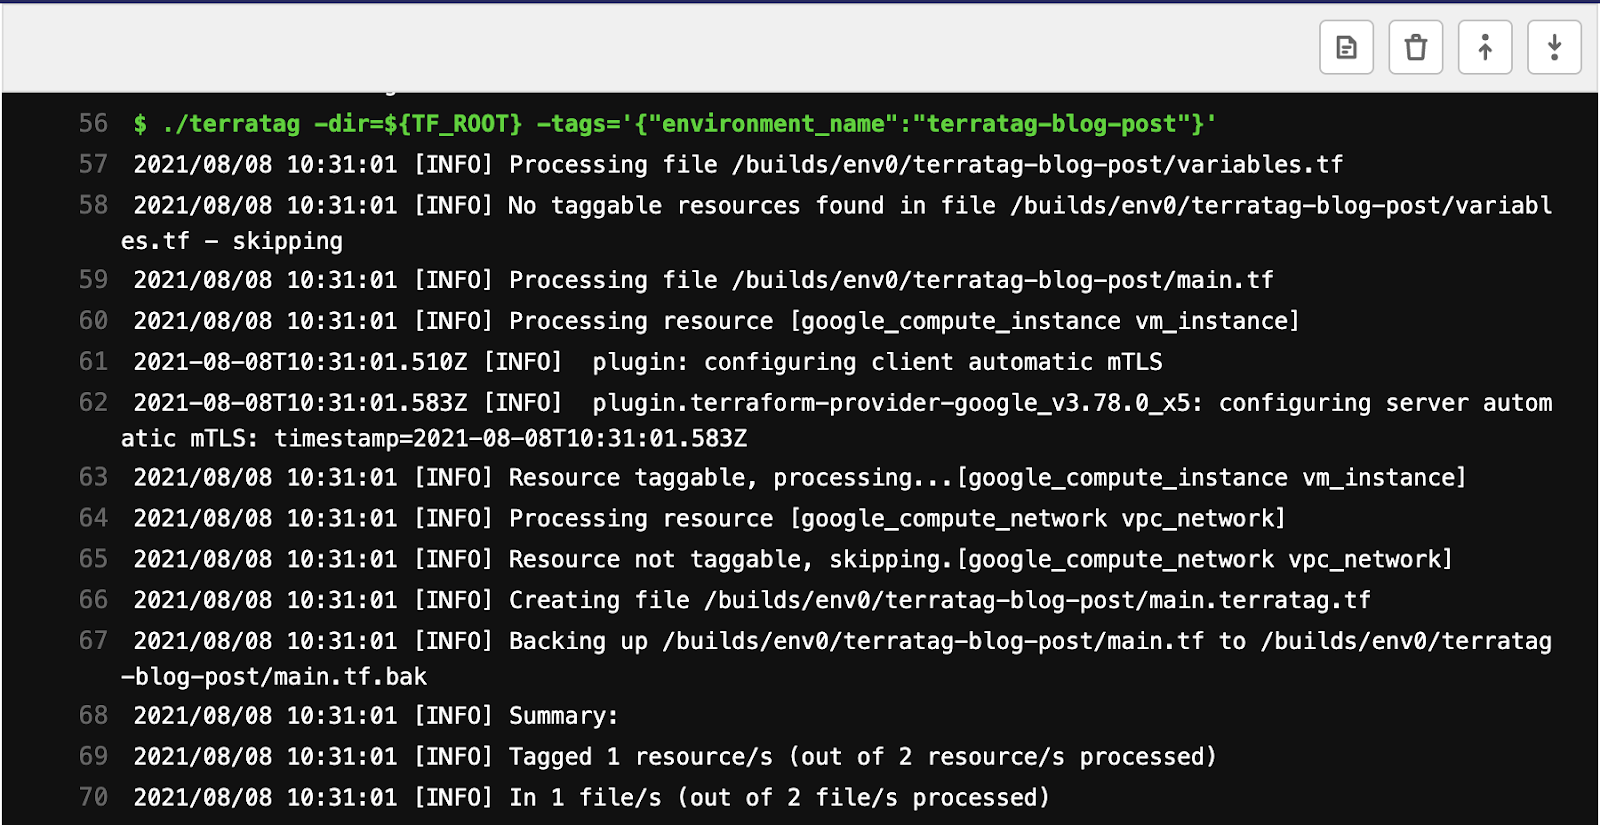 56 $ ./terratag -dir=${TF_ROOT} -tags='{"environment_name":"terratag-blog-post"}'
57 2021/08/08 10:31:01 [INFO] Processing file /builds/env0/terratag-blog-post/variables.tf
58 2021/08/08 10:31:01 [INFO] No taggable resources found in file /builds/env0/terratag-blog-post/variabl
es.tf - skipping
59 2021/08/08 10:31:01 [INFO] Processing file /builds/env0/terratag-blog-post/main.tf
60 2021/08/08 10:31:01 [INFO] Processing resource [google_compute_instance vm_instance]
61 2021-08-08T10:31:01.510Z [INFO]  plugin: configuring client automatic mTLS
62 2021-08-08T10:31:01.583Z [INFO]  plugin.terraform-provider-google_v3.78.0_x5: configuring server autom
atic mTLS: timestamp=2021-08-08T10:31:01.583Z
63 2021/08/08 10:31:01 [INFO] Resource taggable, processing...[google_compute_instance vm_instance]
64 2021/08/08 10:31:01 [INFO] Processing resource [google_compute_network vpc_network]
65 2021/08/08 10:31:01 [INFO] Resource not taggable, skipping.[google_compute_network vpc_network]
66 2021/08/08 10:31:01 [INFO] Creating file /builds/env0/terratag-blog-post/main.terratag.tf
67 2021/08/08 10:31:01 [INFO] Backing up /builds/env0/terratag-blog-post/main.tf to /builds/env0/terratag
-blog-post/main.tf.bak
68 2021/08/08 10:31:01 [INFO] Summary:
69 2021/08/08 10:31:01 [INFO] Tagged 1 resource/s (out of 2 resource/s processed)
70 2021/08/08 10:31:01 [INFO] In 1 file/s (out of 2 file/s processed)